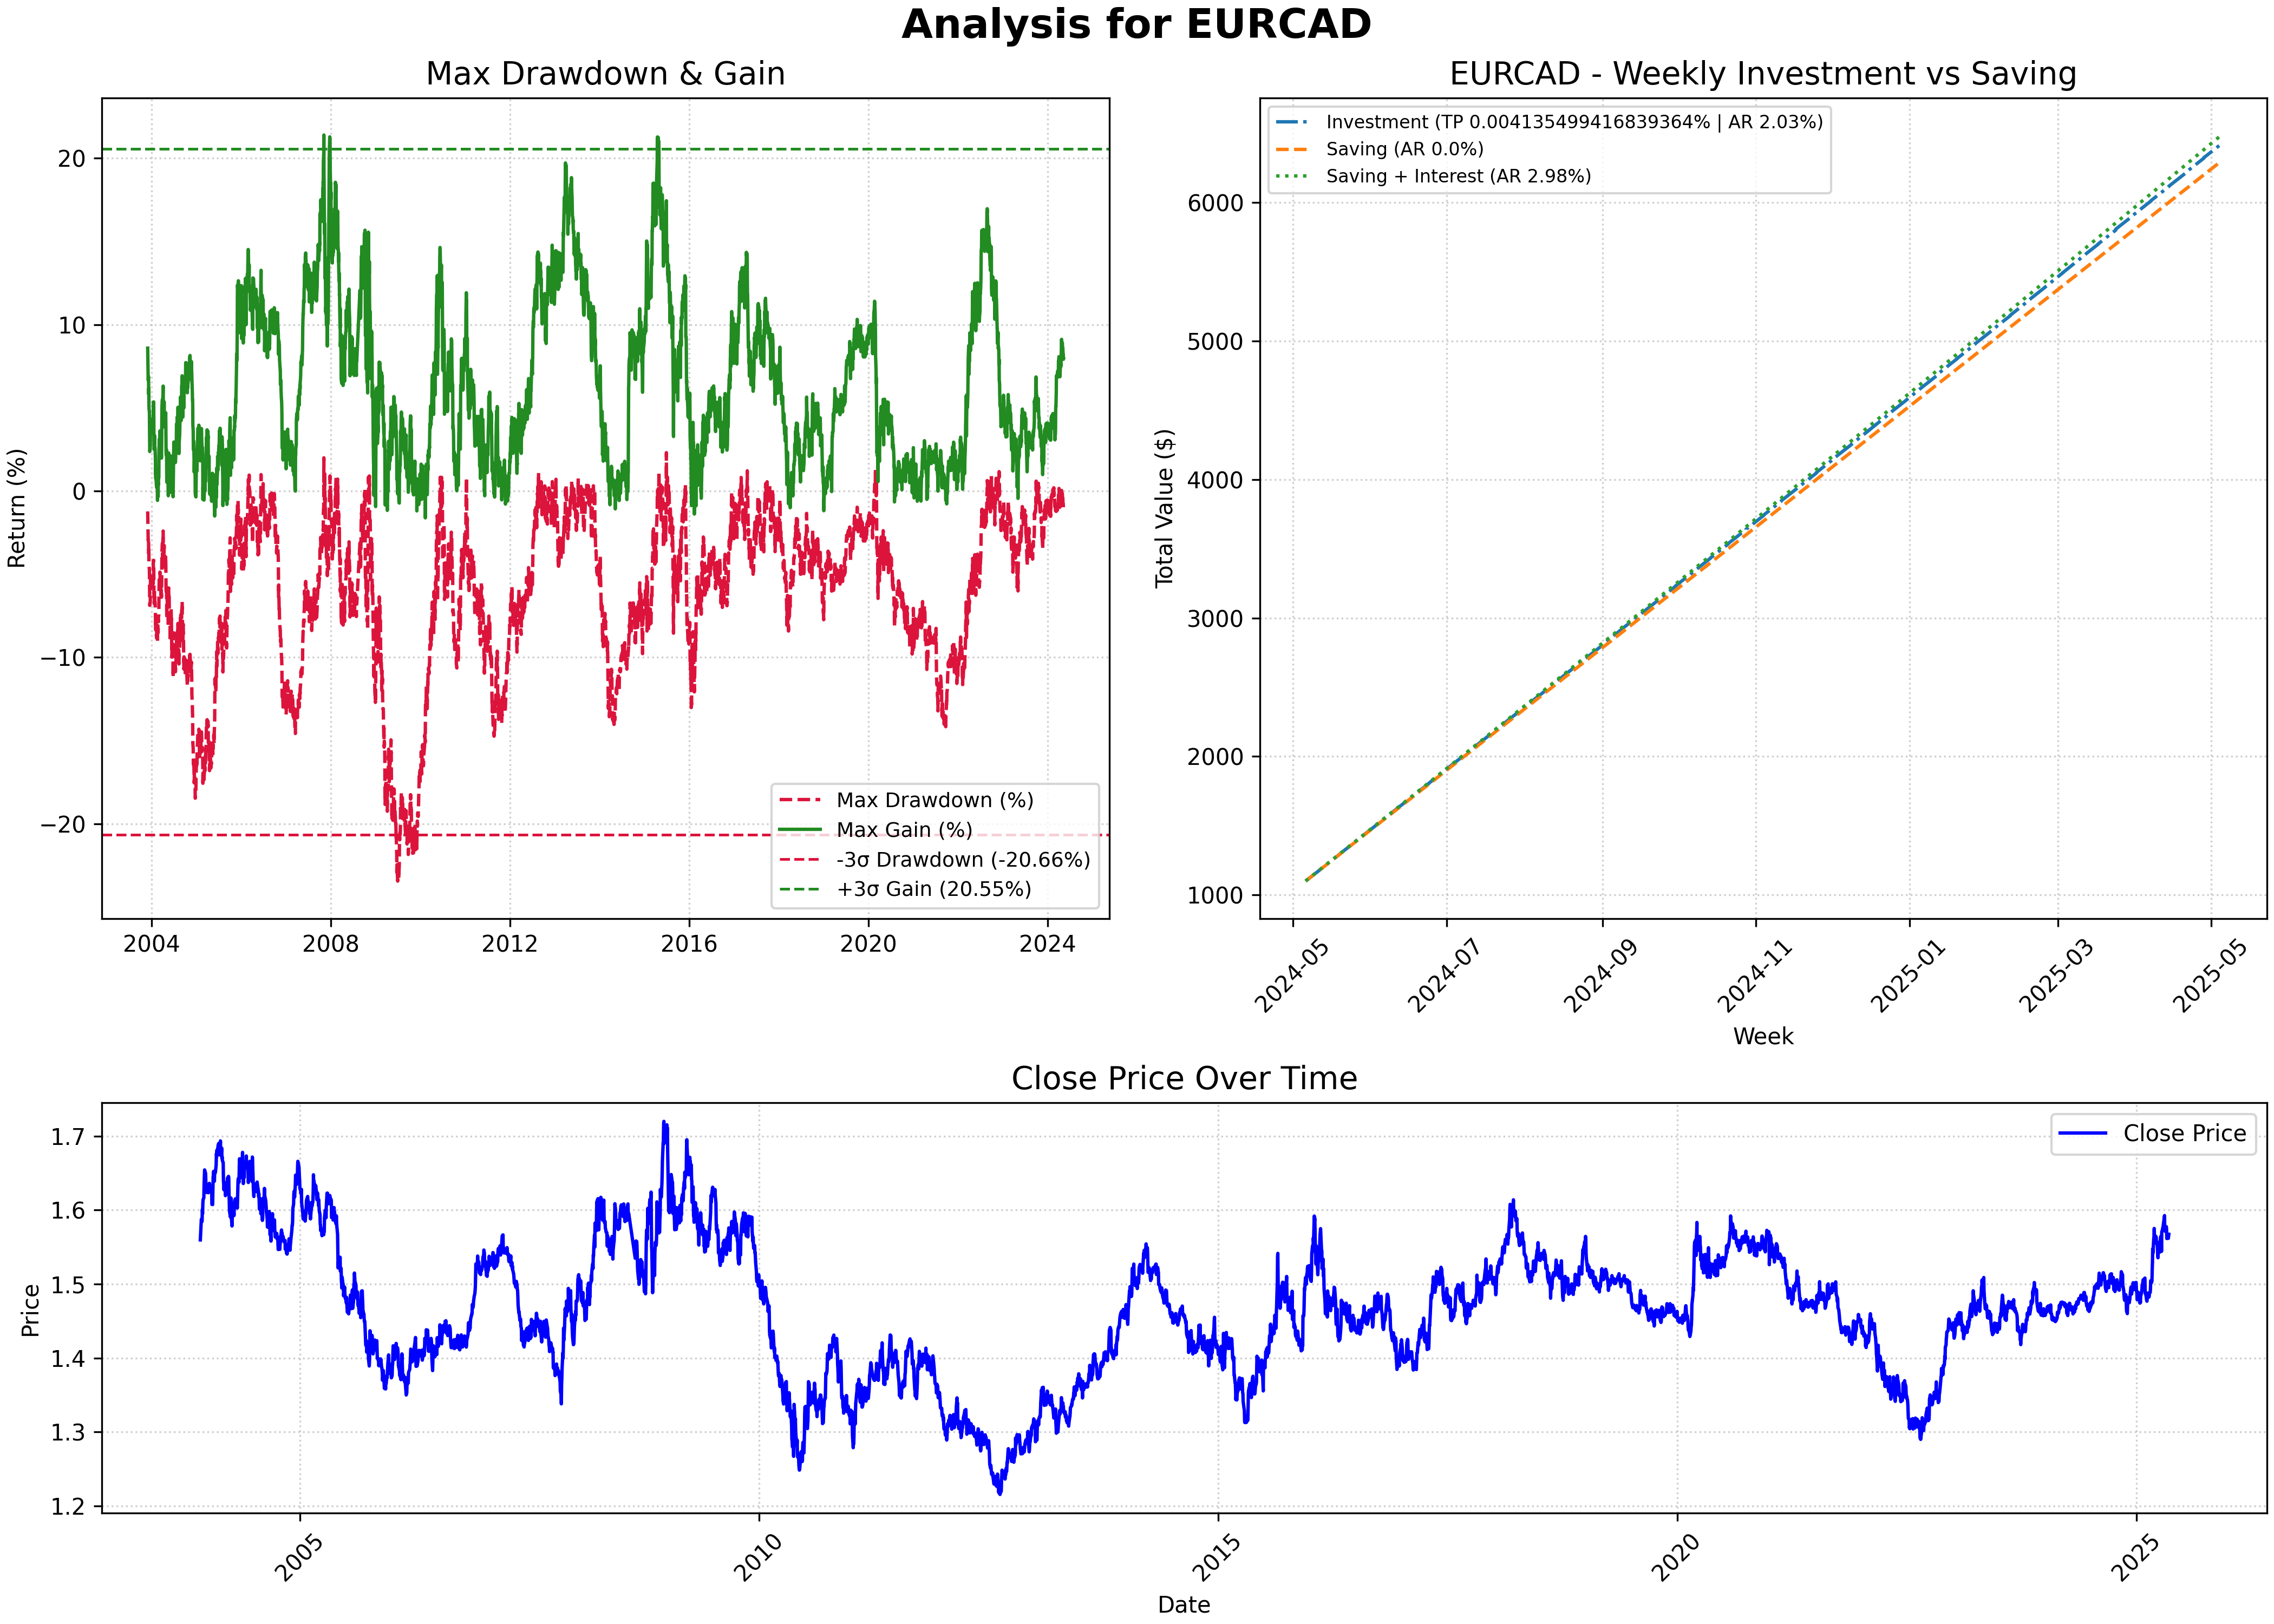 Analysis for EURCAD
Max Drawdown & Gain
Return (%)
20
10
0
−10
−20
2004
2008
2012
2016
2020
2024
Max Drawdown (%)
Max Gain (%)
-3σ Drawdown (-20.66%)
+3σ Gain (20.55%)
EURCAD - Weekly Investment vs Saving
Investment (TP 0.004135499416839364% | AR 2.03%)
Saving (AR 0.0%)
Saving + Interest (AR 2.98%)
Total Value ($)
6000
5000
4000
3000
2000
1000
2024-05
2024-07
2024-09
2024-11
2025-01
2025-03
2025-05
Week
Close Price Over Time
Close Price
Price
1.7
1.6
1.5
1.4
1.3
1.2
2005
2010
2015
2020
2025
Date